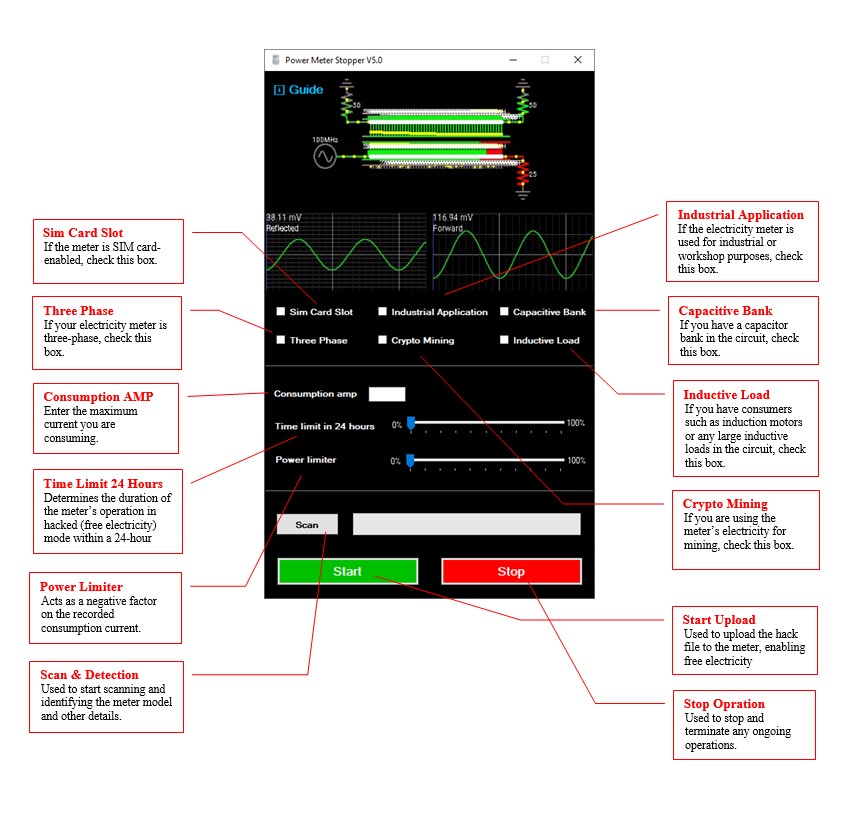 Power Meter Stopper V5.0
i Guide
50
50
100MHz
25
38.11 mV
Reflected
116.94 mV
Forward
Sim Card Slot
Industrial Application
Capacitive Bank
Three Phase
Crypto Mining
Inductive Load
Consumption amp
Time limit in 24 hours
0%
100%
Power limiter
0%
100%
Scan
Start
Stop
Sim Card Slot
If the meter is SIM card-
enabled, check this box.
Three Phase
If your electricity meter is
three-phase, check this
box.
Consumption AMP
Enter the maximum
current you are
consuming.
Time Limit 24 Hours
Determines the duration of
the meter's operation in
hacked (free electricity)
mode within a 24-hour
Power Limiter
Acts as a negative factor
on the recorded
consumption current.
Scan & Detection
Used to start scanning and
identifying the meter model
and other details.
Industrial Application
If the electricity meter is
used for industrial or
workshop purposes, check
this box.
Capacitive Bank
If you have a capacitor
bank in the circuit, check
this box.
Inductive Load
If you have consumers
such as induction motors
or any large inductive
loads in the circuit, check
this box.
Crypto Mining
If you are using the
meter's electricity for
mining, check this box.
Start Upload
Used to upload the hack
file to the meter, enabling
free electricity
Stop Opration
Used to stop and
terminate any ongoing
operations.